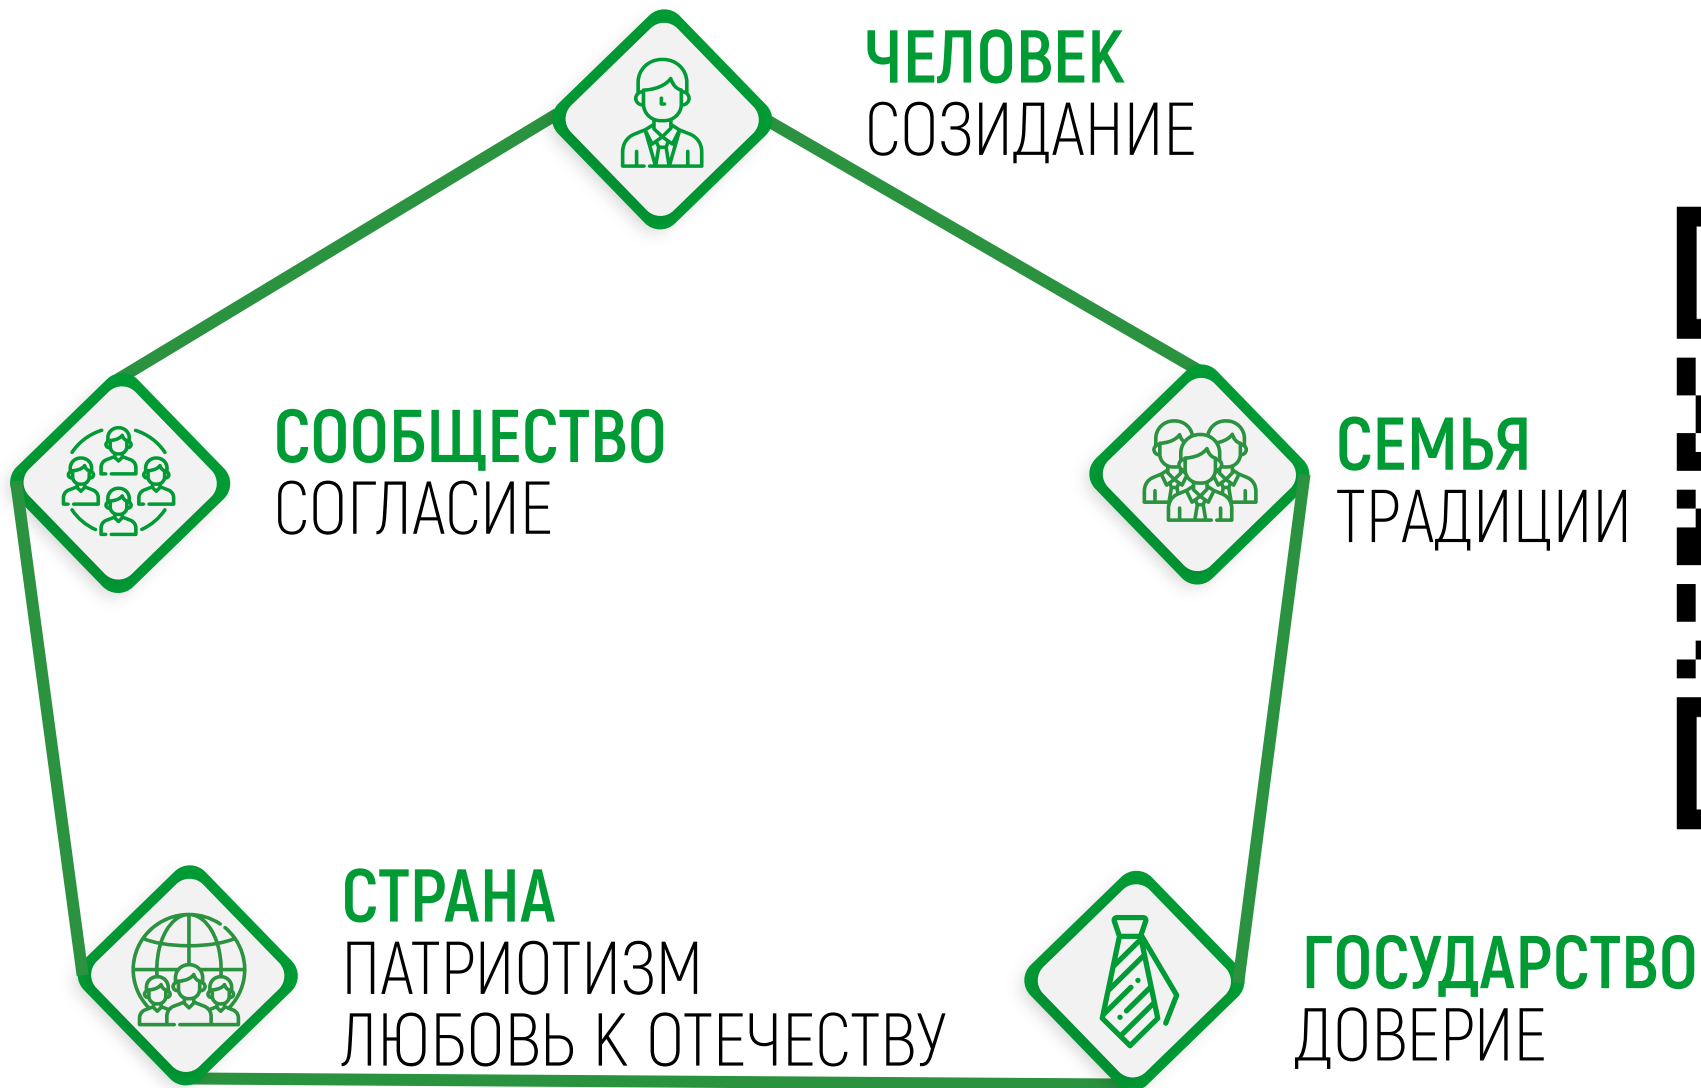 ЧЕЛОВЕК
СОЗИДАНИЕ
СООБЩЕСТВО
СОГЛАСИЕ
СЕМЬЯ
ТРАДИЦИИ
СТРАНА
ПАТРИОТИЗМ
ЛЮБОВЬ К ОТЕЧЕСТВУ
ГОСУДАРСТВО
ДОВЕРИЕ